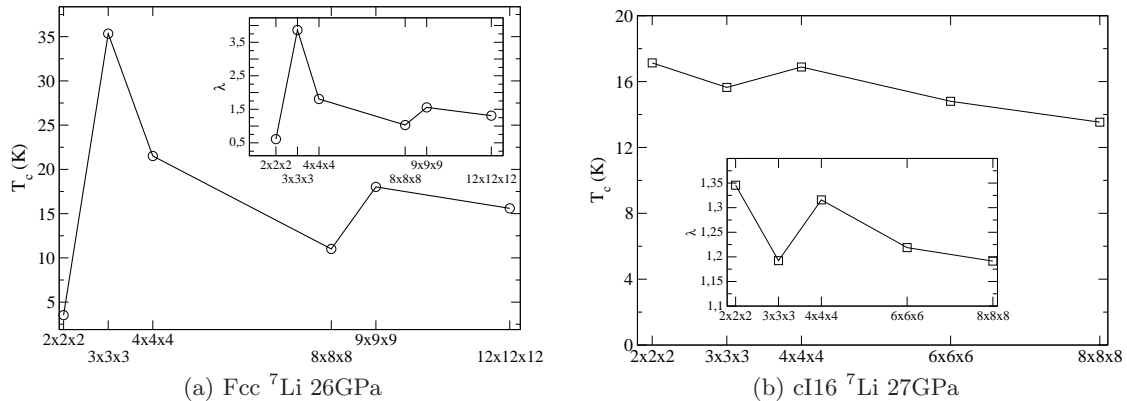 35
30
25
20
15
10
5
T_c (K)
2x2x2
3x3x3
4x4x4
8x8x8
9x9x9
12x12x12
3,5
2,5
1,5
0,5
λ
2x2x2
3x3x3
4x4x4
8x8x8
9x9x9
12x12x12
(a) Fcc ⁷Li 26GPa
20
16
12
8
4
0
T_c (K)
2x2x2
3x3x3
4x4x4
6x6x6
8x8x8
1,35
1,3
1,25
1,2
1,15
1,1
λ
2x2x2
3x3x3
4x4x4
6x6x6
8x8x8
(b) cI16 ⁷Li 27GPa